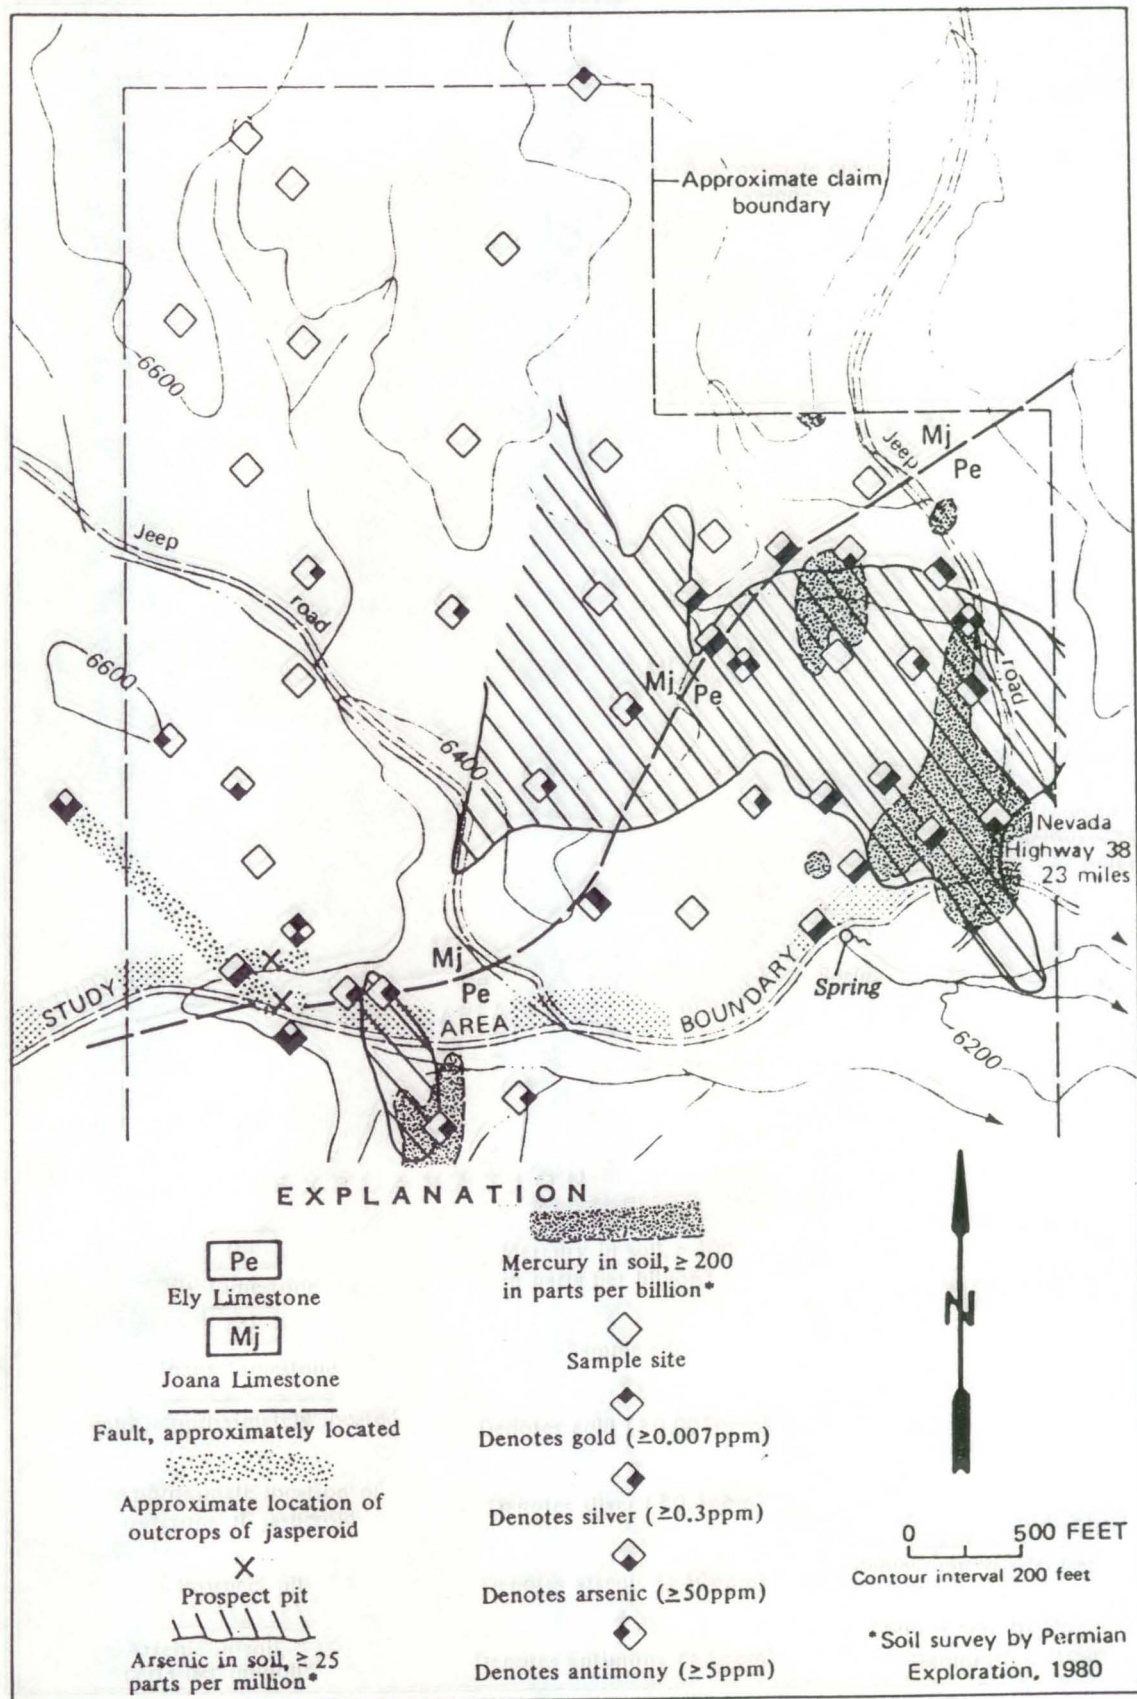 Approximate claim
boundary
6600
Mj
Pe
Jeep
Jeep
road
6600
road
Mj
Pe
6400
Nevada
Highway 38
23 miles
Mj
Pe
STUDY AREA BOUNDARY
Spring
6200
EXPLANATION
Pe
Ely Limestone
Mj
Joana Limestone
Fault, approximately located
Approximate location of
outcrops of jasperoid
Prospect pit
Arsenic in soil, ≥ 25
parts per million*
Mercury in soil, ≥ 200
in parts per billion*
Sample site
Denotes gold (≥0.007ppm)
Denotes silver (≥0.3ppm)
Denotes arsenic (≥50ppm)
Denotes antimony (≥5ppm)
N
0 500 FEET
Contour interval 200 feet
*Soil survey by Permian
Exploration, 1980